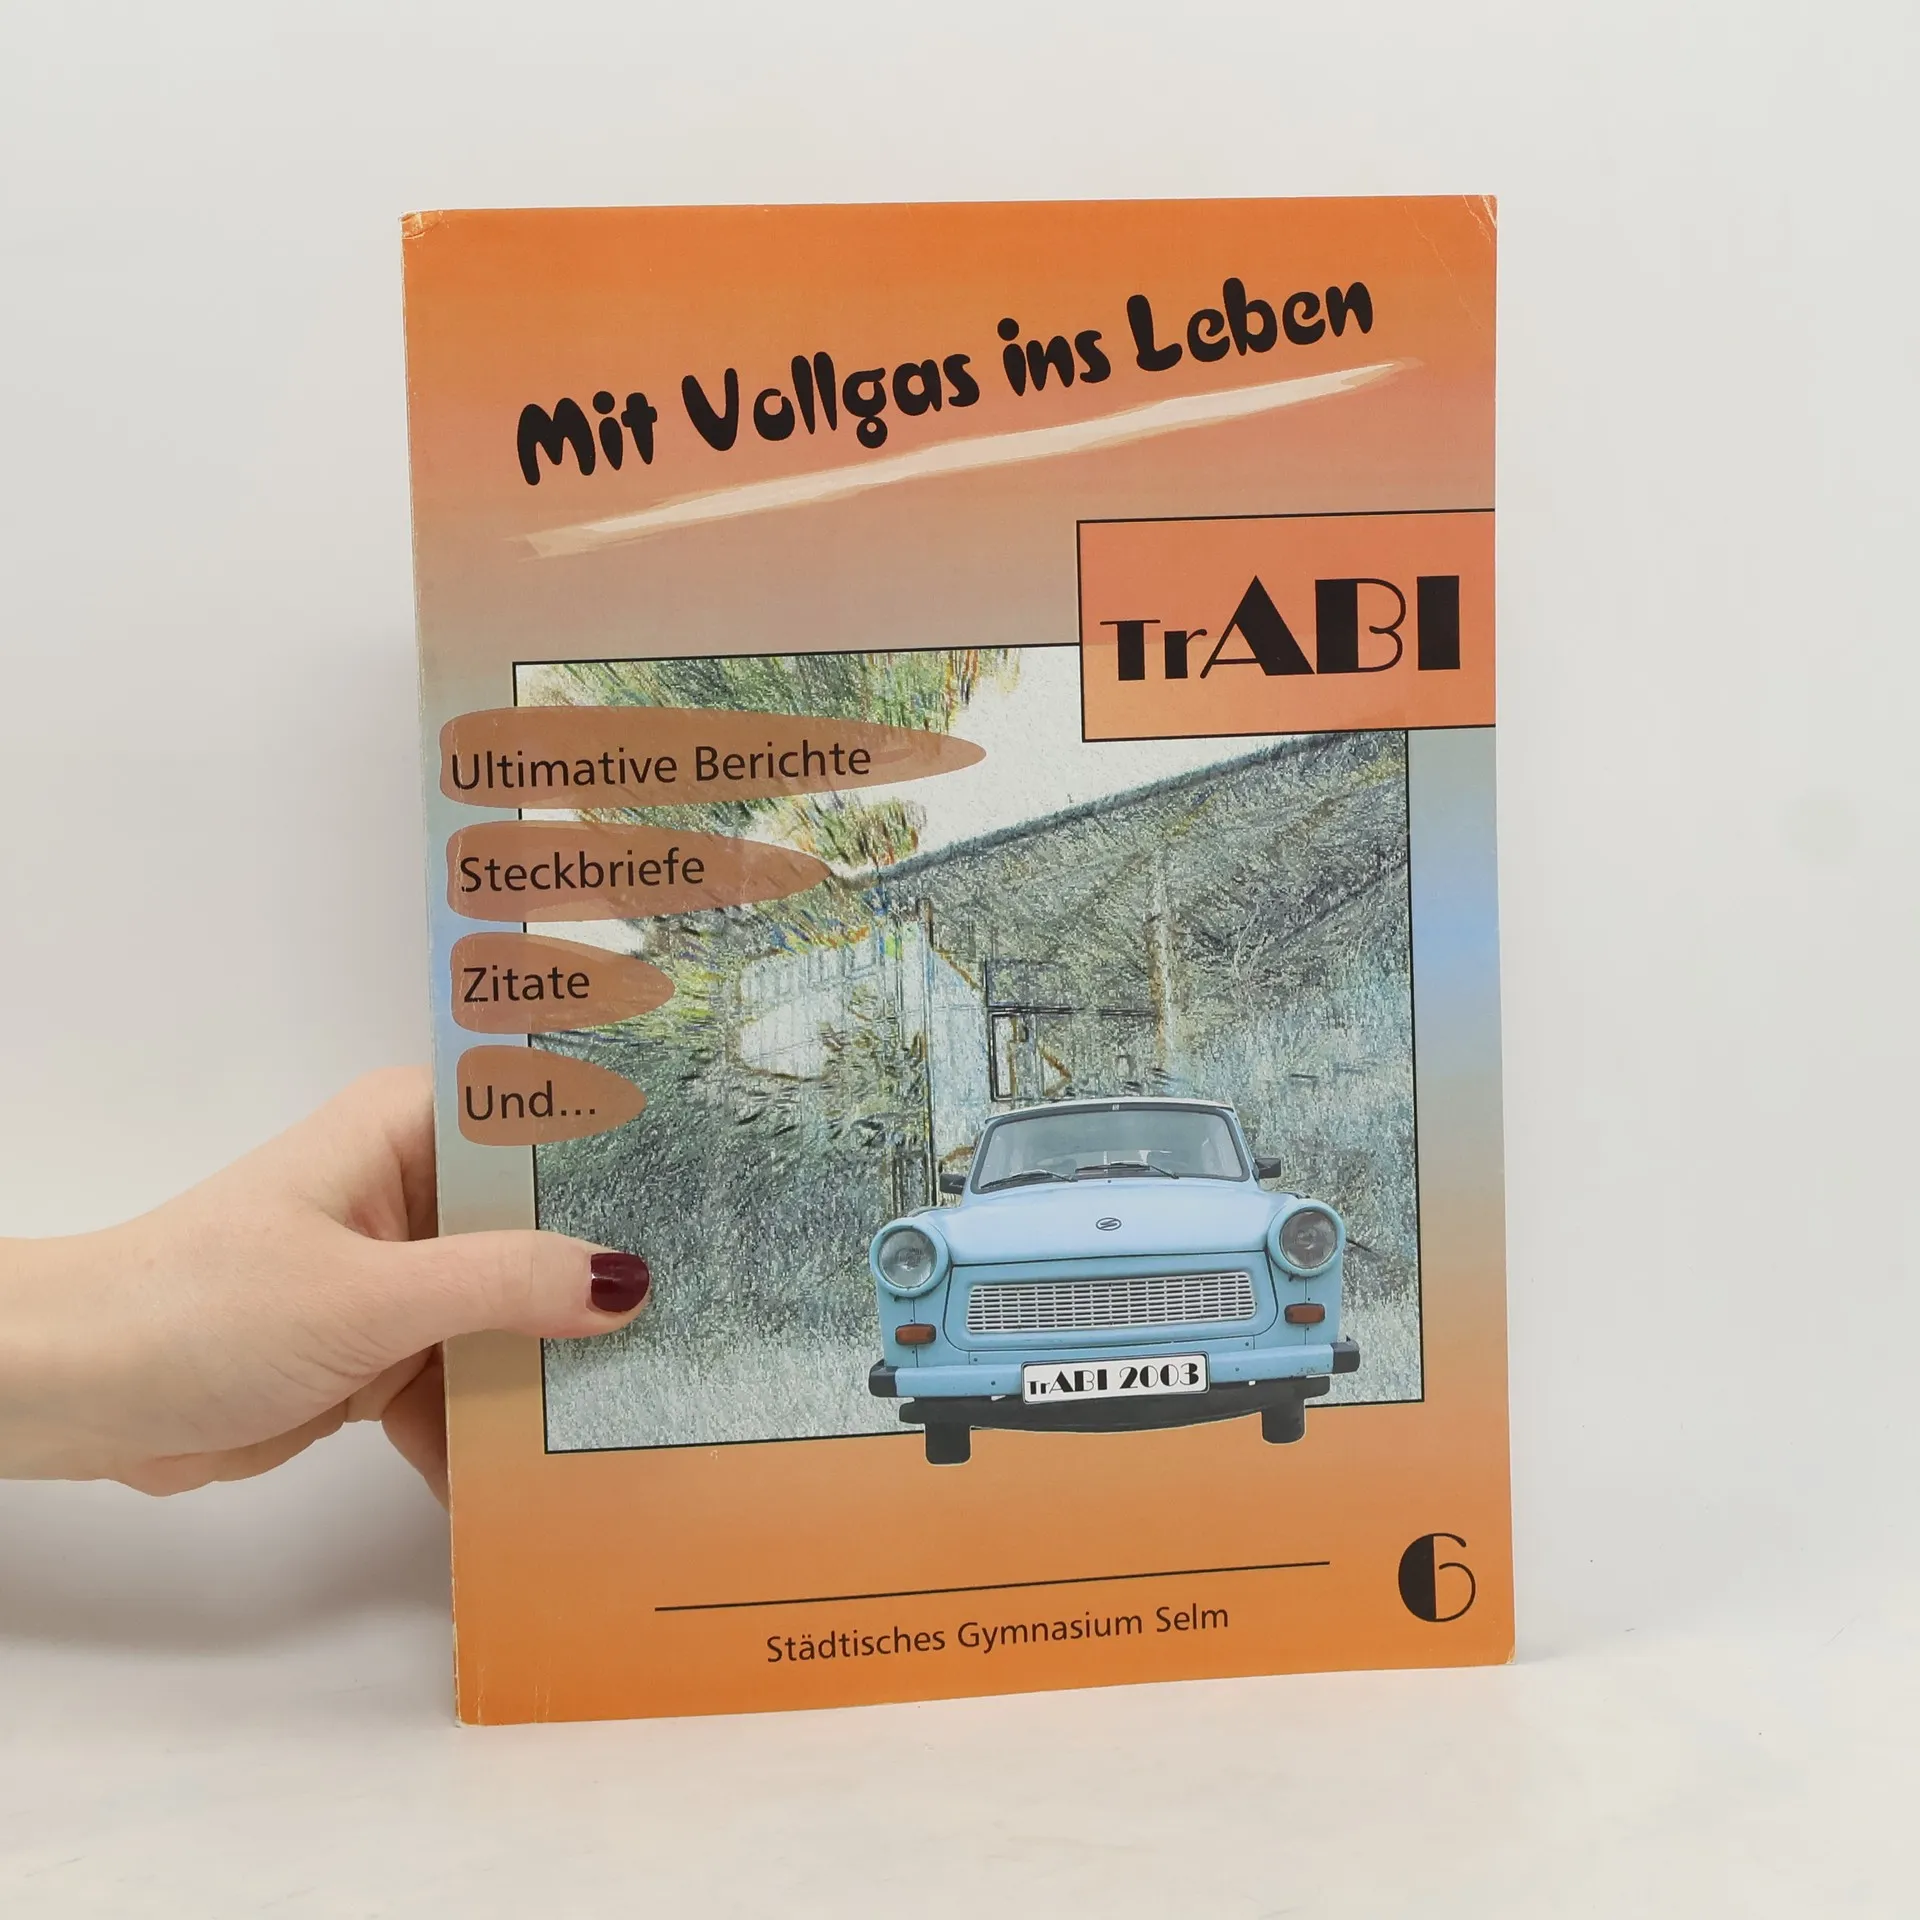 Mit Vollgas ins Leben
TrABI
Ultimative Berichte
Steckbriefe
Zitate
Und...
TrABI 2003
6
Städtisches Gymnasium Selm